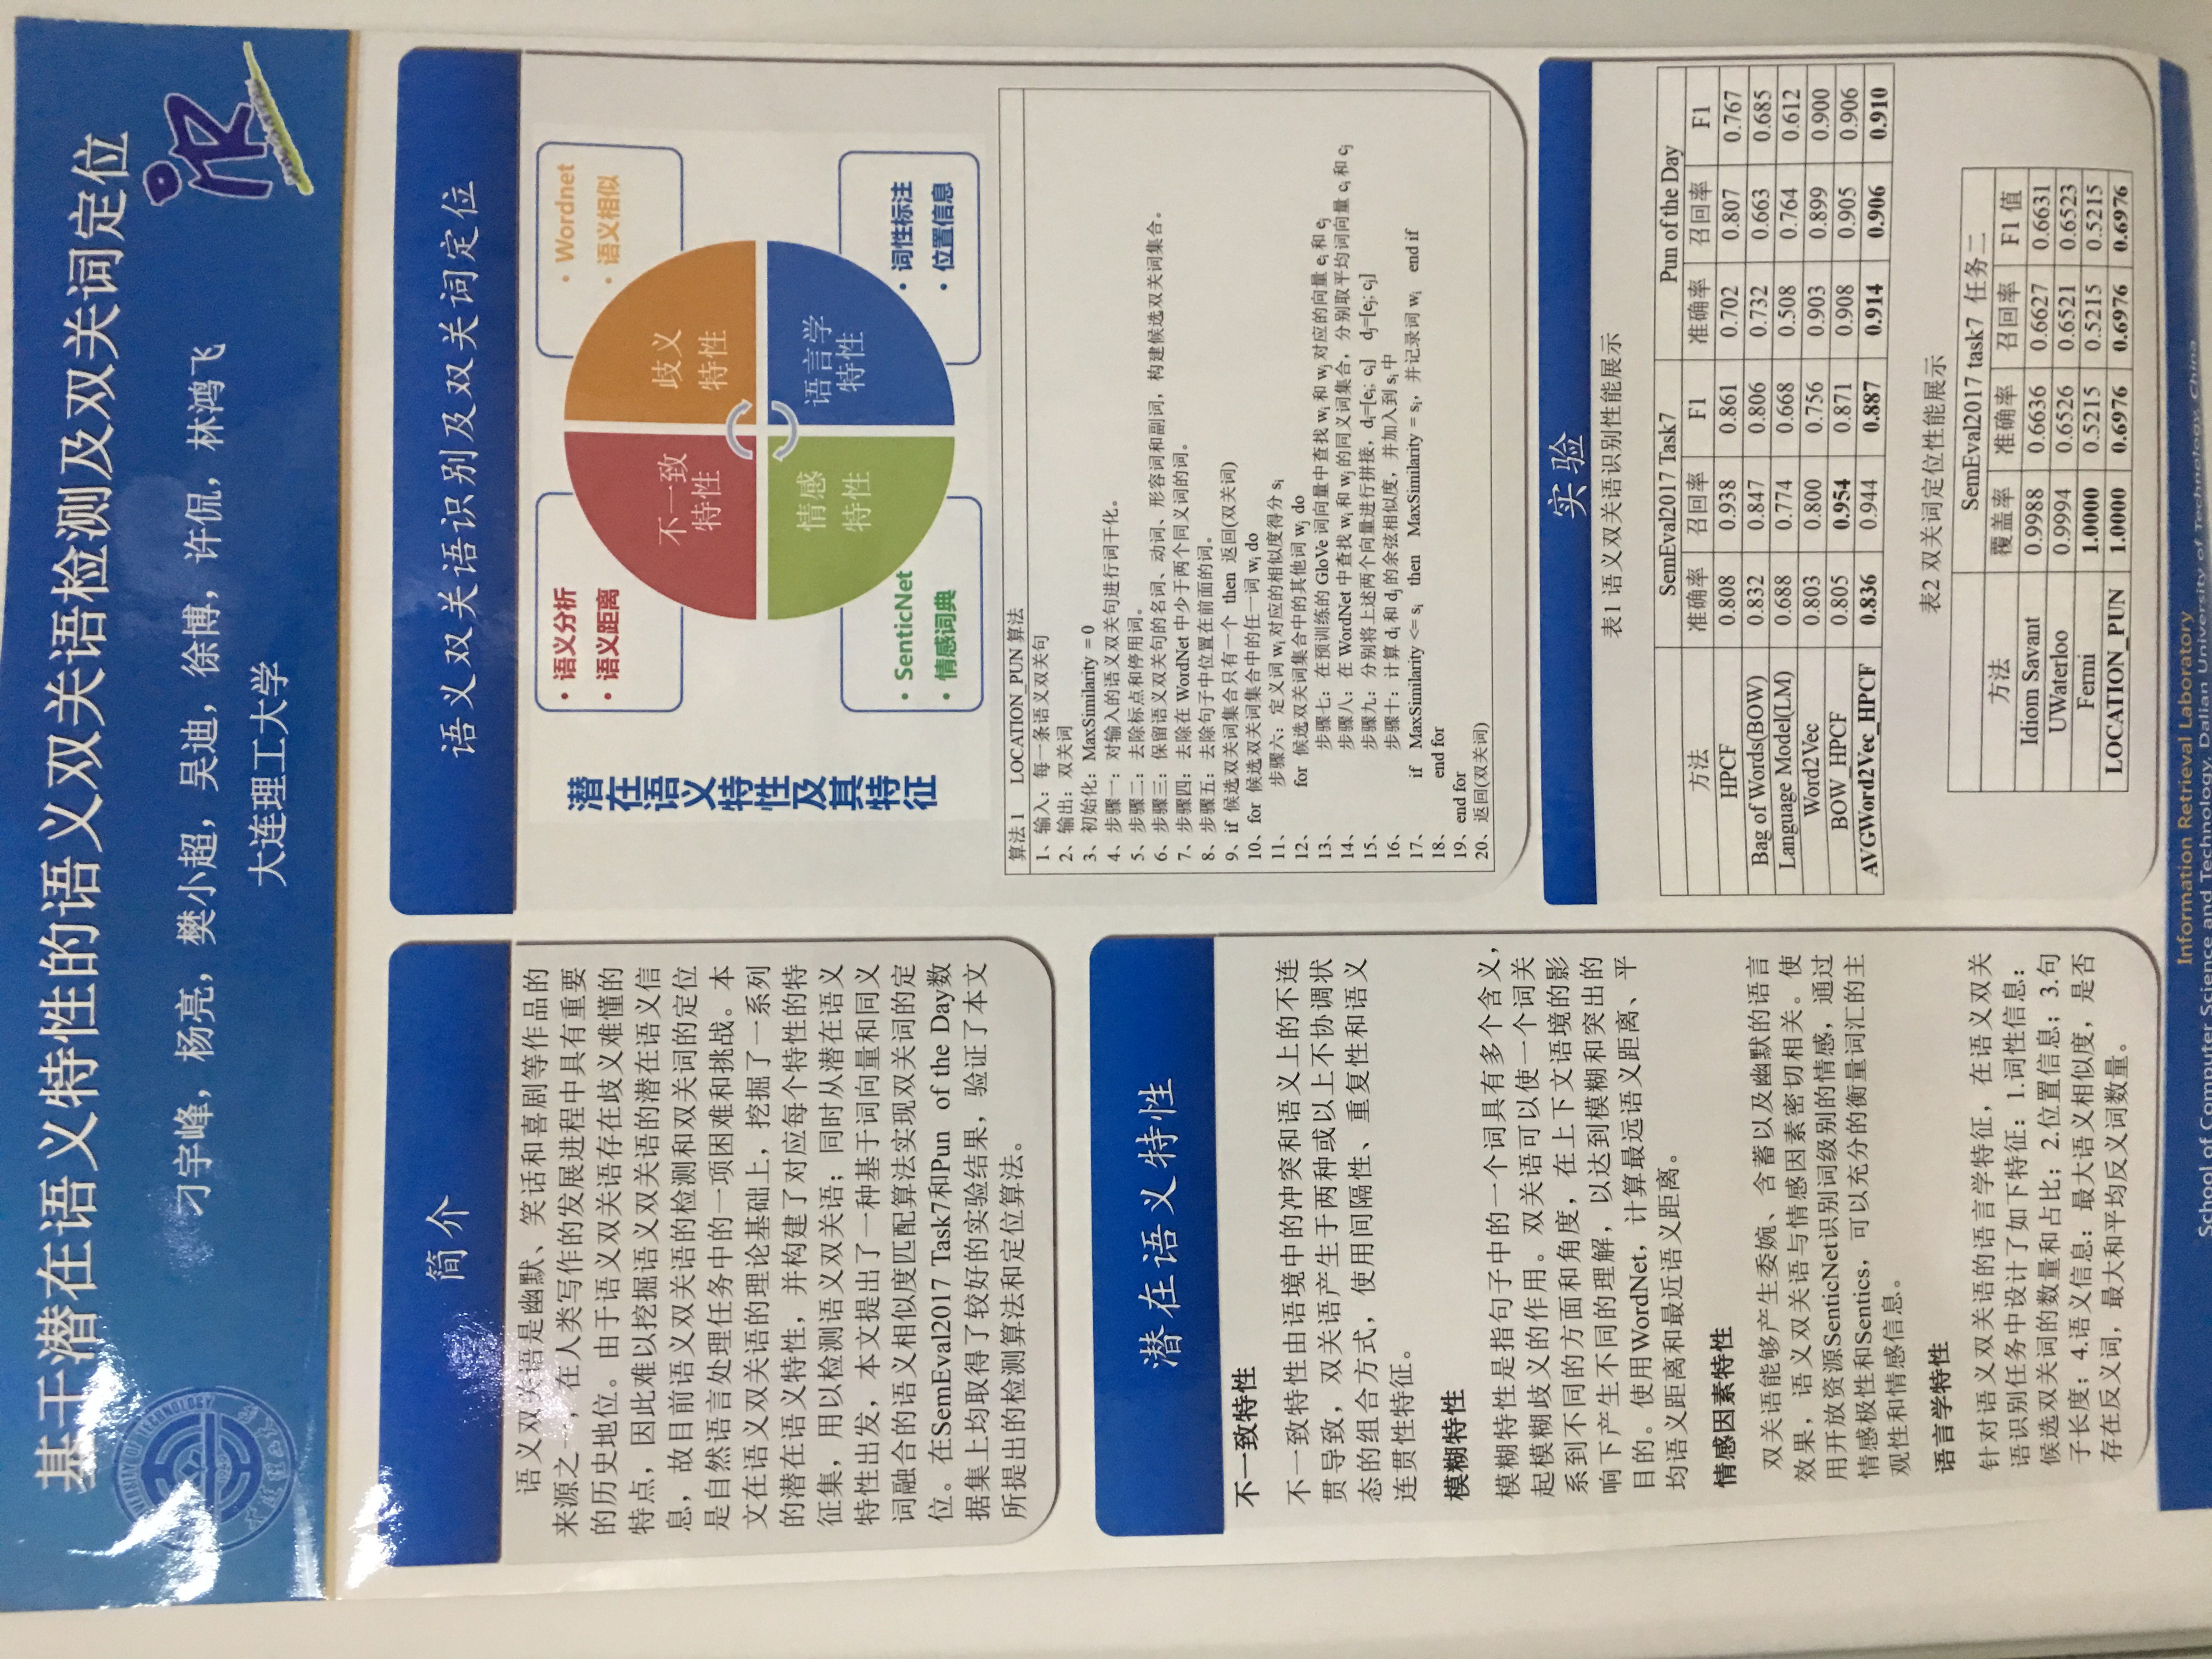 基于潜在语义特性的语义双关语检测及双关词定位
刁宇峰，杨亮，樊小超，吴迪，徐博，许侃，林鸿飞
大连理工大学
简介
语义双关语是幽默、笑话和喜剧等作品的
来源之一，在人类写作的发展进程中具有重要
的历史地位。由于语义双关语存在歧义难懂的
特点，因此难以挖掘语义双关语的潜在语义信
息，故目前语义双关语的检测和双关词的定位
是自然语言处理任务中的一项困难和挑战。本
文在语义双关语的理论基础上，挖掘了一系列
的潜在语义特性，并构建了对应每个特性的特
征集，用以检测语义双关语；同时从潜在语义
特性出发，本文提出了一种基于词向量和同义
词融合的语义相似度匹配算法实现双关词的定
位。在SemEval2017 Task7和Pun of the Day数
据集上均取得了较好的实验结果，验证了本文
所提出的检测算法和定位算法。
潜在语义特性
不一致特性
不一致特性由语境中的冲突和语义上的不连
贯导致，双关语产生于两种或以上不协调状
态的组合方式，使用间隔性、重复性和语义
连贯性特征。
模糊特性
模糊特性是指句子中的一个词具有多个含义，
起模糊歧义的作用。双关语可以使一个词关
系到不同的方面和角度，在上下文语境的影
响下产生不同的理解，以达到模糊和突出的
目的。使用WordNet，计算最远语义距离、平
均语义距离和最近语义距离。
情感因素特性
双关语能够产生委婉、含蓄以及幽默的语言
效果，语义双关语与情感因素密切相关。使
用开放资源SenticNet识别词级别的情感，通过
情感极性和Sentics，可以充分的衡量词汇的主
观性和情感信息。
语言学特性
针对语义双关语的语言学特征，在语义双关
语识别任务中设计了如下特征：1.词性信息：
候选双关词的数量和占比；2.位置信息；3.句
子长度；4.语义信息：最大语义相似度，是否
存在反义词，最大和平均反义词数量。
语义双关语识别及双关词定位
潜在语义特性及其特征
• 语义分析
• 语义距离
• Wordnet
• 语义相似
不一致
特性
歧义
特性
情感
特性
语言学
特性
• SenticNet
• 情感词典
• 词性标注
• 位置信息
算法 1 LOCATION_PUN 算法
1、输入：每一条语义双关句
2、输出：双关词
3、初始化：MaxSimilarity = 0
4、步骤一：对输入的语义双关句进行词干化。
5、步骤二：去除标点和停用词。
6、步骤三：保留语义双关句的名词、动词、形容词和副词，构建候选双关词集合。
7、步骤四：去除在 WordNet 中少于两个同义词的词。
8、步骤五：去除句子中位置在前面的词。
9、if 候选双关词集合只有一个 then 返回(双关词)
10、for 候选双关词集合中的任一词 wi do
11、 步骤六：定义词 wi 对应的相似度得分 si
12、 for 候选双关词集合中的其他词 wj do
13、 步骤七：在预训练的 GloVe 词向量中查找 wi 和 wj 对应的向量 ei 和 ej
14、 步骤八：在 WordNet 中查找 wi 和 wj 的同义词集合，分别取平均词向量 ci 和 cj
15、 步骤九：分别将上述两个向量进行拼接，di=[ei; ci] dj=[ej; cj]
16、 步骤十：计算 di 和 dj 的余弦相似度，并加入到 si 中
17、 if MaxSimilarity <= si then MaxSimilarity = si，并记录词 wi end if
18、 end for
19、end for
20、返回(双关词)
实验
表1 语义双关语识别性能展示
SemEval2017 Task7 Pun of the Day
方法 准确率 召回率 F1 准确率 召回率 F1
HPCF 0.808 0.938 0.861 0.702 0.807 0.767
Bag of Words(BOW) 0.832 0.847 0.806 0.732 0.663 0.685
Language Model(LM) 0.688 0.774 0.668 0.508 0.764 0.612
Word2Vec 0.803 0.800 0.756 0.903 0.899 0.900
BOW_HPCF 0.805 0.954 0.871 0.908 0.905 0.906
AVGWord2Vec_HPCF 0.836 0.944 0.887 0.914 0.906 0.910
表2 双关词定位性能展示
SemEval2017 task7 任务二
方法 覆盖率 准确率 召回率 F1 值
Idiom Savant 0.9988 0.6636 0.6627 0.6631
UWaterloo 0.9994 0.6526 0.6521 0.6523
Fermi 1.0000 0.5215 0.5215 0.5215
LOCATION_PUN 1.0000 0.6976 0.6976 0.6976
Information Retrieval Laboratory
School of Computer Science and Technology, Dalian University of Technology, China